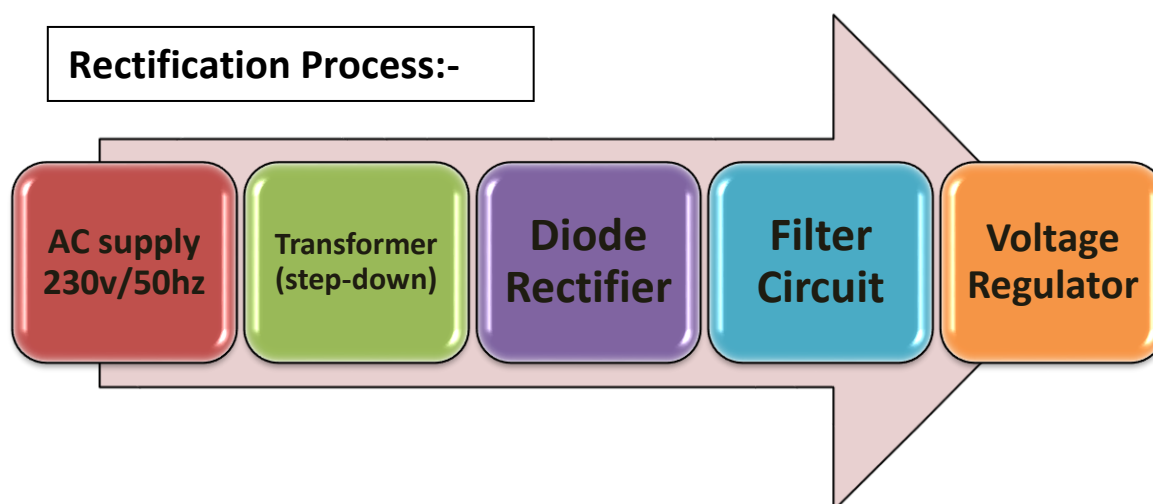 Rectification Process:-
AC supply
230v/50hz
Transformer
(step-down)
Diode
Rectifier
Filter
Circuit
Voltage
Regulator